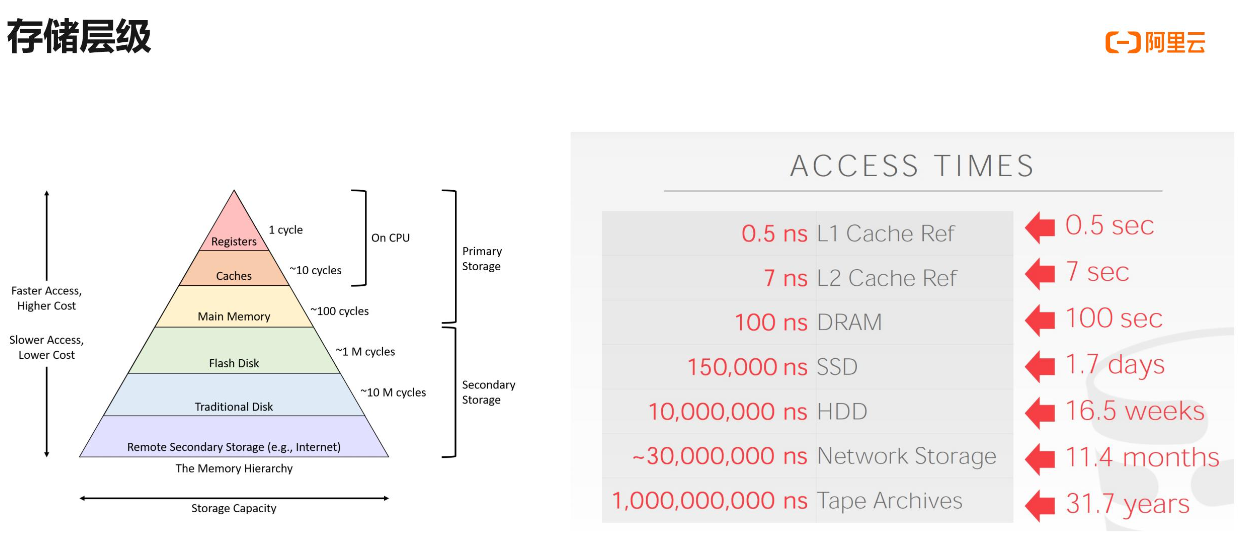 存储层级
阿里云
Faster Access,
Higher Cost
Slower Access,
Lower Cost
Registers
1 cycle
Caches
~10 cycles
Main Memory
~100 cycles
Flash Disk
~1 M cycles
Traditional Disk
~10 M cycles
Remote Secondary Storage (e.g., Internet)
On CPU
Primary
Storage
Secondary
Storage
The Memory Hierarchy
Storage Capacity
ACCESS TIMES
0.5 ns L1 Cache Ref 0.5 sec
7 ns L2 Cache Ref 7 sec
100 ns DRAM 100 sec
150,000 ns SSD 1.7 days
10,000,000 ns HDD 16.5 weeks
~30,000,000 ns Network Storage 11.4 months
1,000,000,000 ns Tape Archives 31.7 years